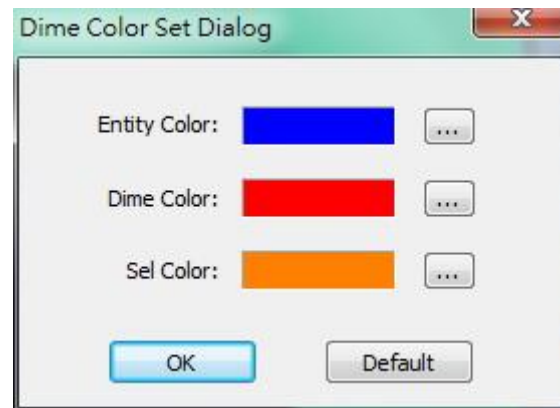 Dime Color Set Dialog
Entity Color: ...
Dime Color: ...
Sel Color: ...
OK Default